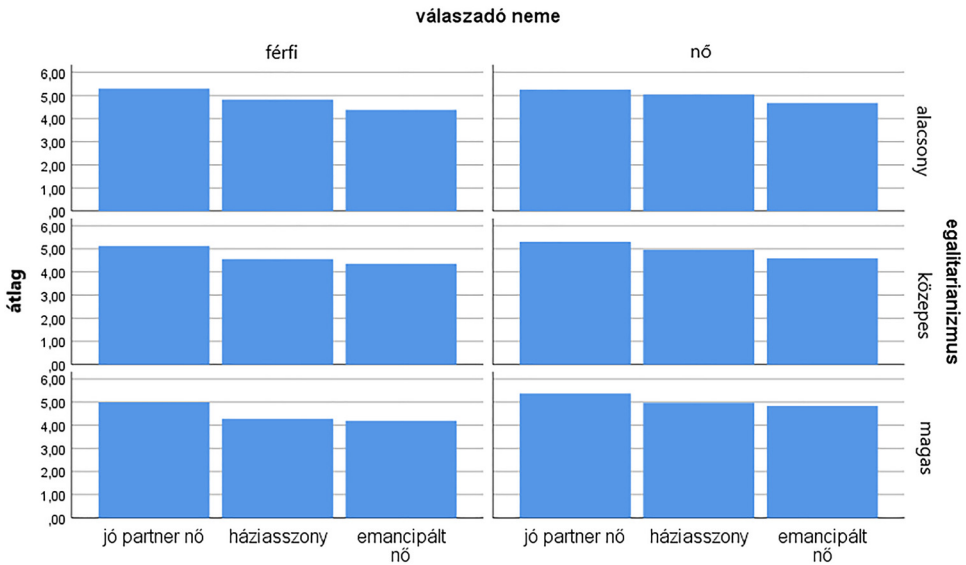 válaszadó neme
férfi
nő
6,00
5,00
4,00
3,00
2,00
1,00
,00
alacsony
6,00
5,00
4,00
3,00
2,00
1,00
,00
közepes
6,00
5,00
4,00
3,00
2,00
1,00
,00
magas
átlag
egalitarianizmus
jó partner nő
háziasszony
emancipált
nő
jó partner nő
háziasszony
emancipált
nő